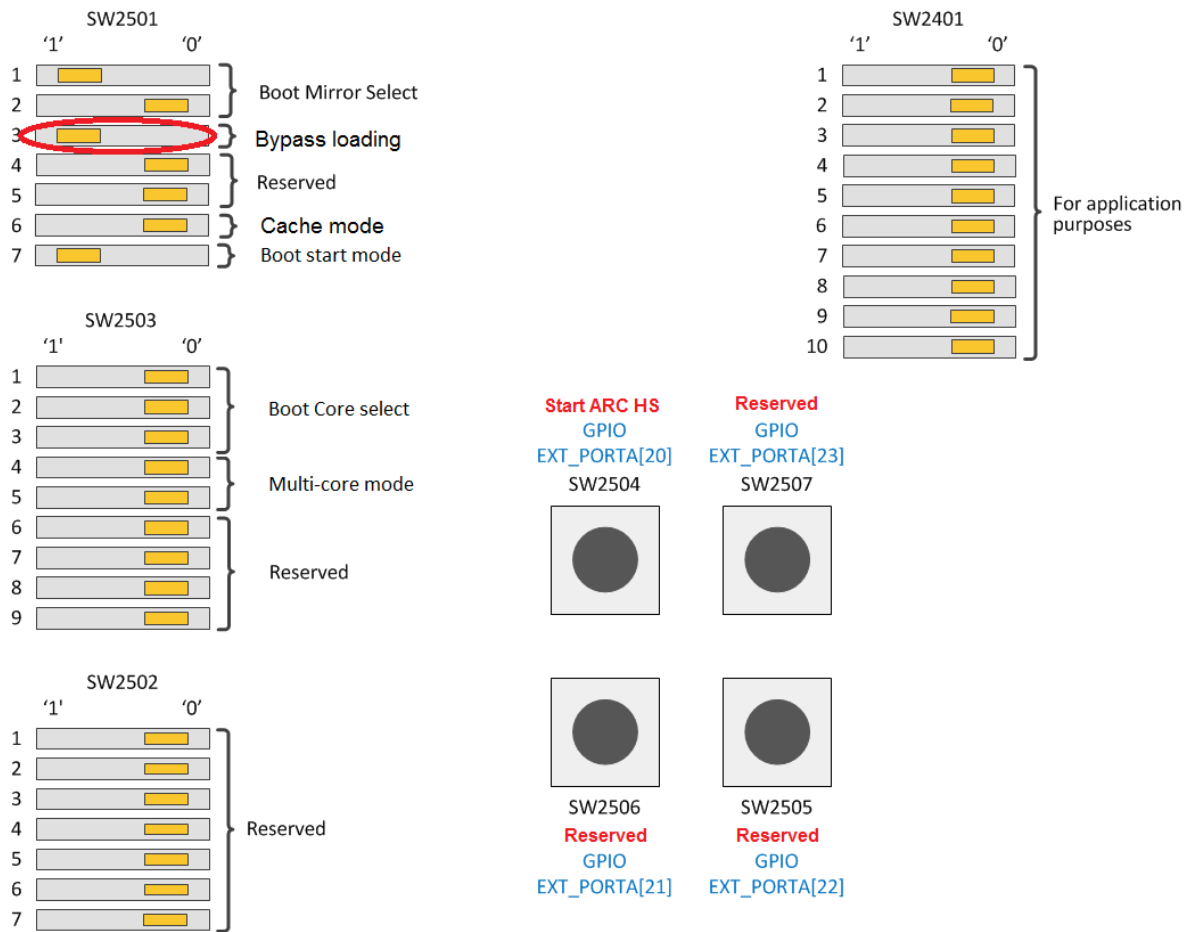 SW2501
‘1’ ‘0’
1
2
Boot Mirror Select
3
Bypass loading
4
5
Reserved
6
Cache mode
7
Boot start mode
SW2401
‘1’ ‘0’
1
2
3
4
5
6
7
8
9
10
For application
purposes
SW2503
‘1' ‘0’
1
2
3
Boot Core select
4
5
Multi-core mode
6
7
8
9
Reserved
SW2502
‘1' ‘0’
1
2
3
4
5
6
7
Reserved
Start ARC HS
GPIO
EXT_PORTA[20]
SW2504
Reserved
GPIO
EXT_PORTA[23]
SW2507
SW2506
Reserved
GPIO
EXT_PORTA[21]
SW2505
Reserved
GPIO
EXT_PORTA[22]